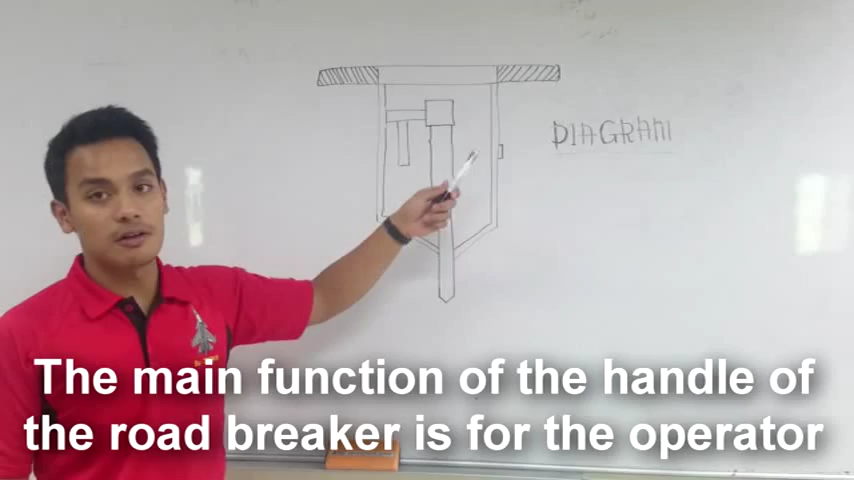 DIAGRAM
The main function of the handle of
the road breaker is for the operator